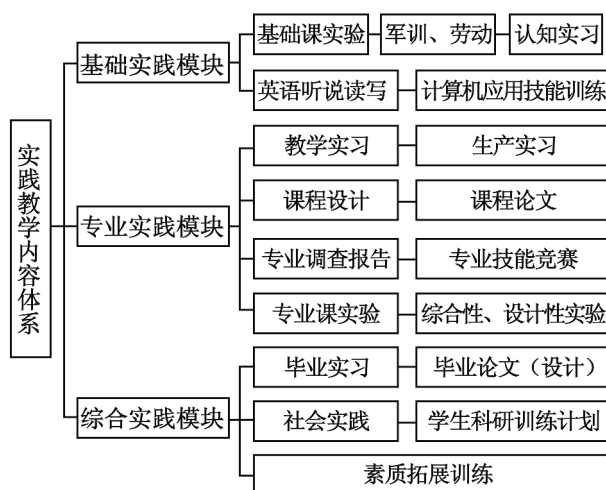 实践教学内容体系
基础实践模块
基础课实验
军训、劳动
认知实习
英语听说读写
计算机应用技能训练
专业实践模块
教学实习
生产实习
课程设计
课程论文
专业调查报告
专业技能竞赛
专业课实验
综合性、设计性实验
综合实践模块
毕业实习
毕业论文（设计）
社会实践
学生科研训练计划
素质拓展训练